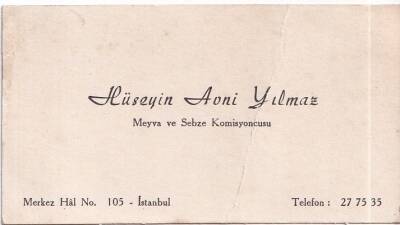 Hüseyin Avni Yılmaz
Meyva ve Sebze Komisyoncusu
Merkez Hâl No. 105 - İstanbul
Telefon : 27 75 35